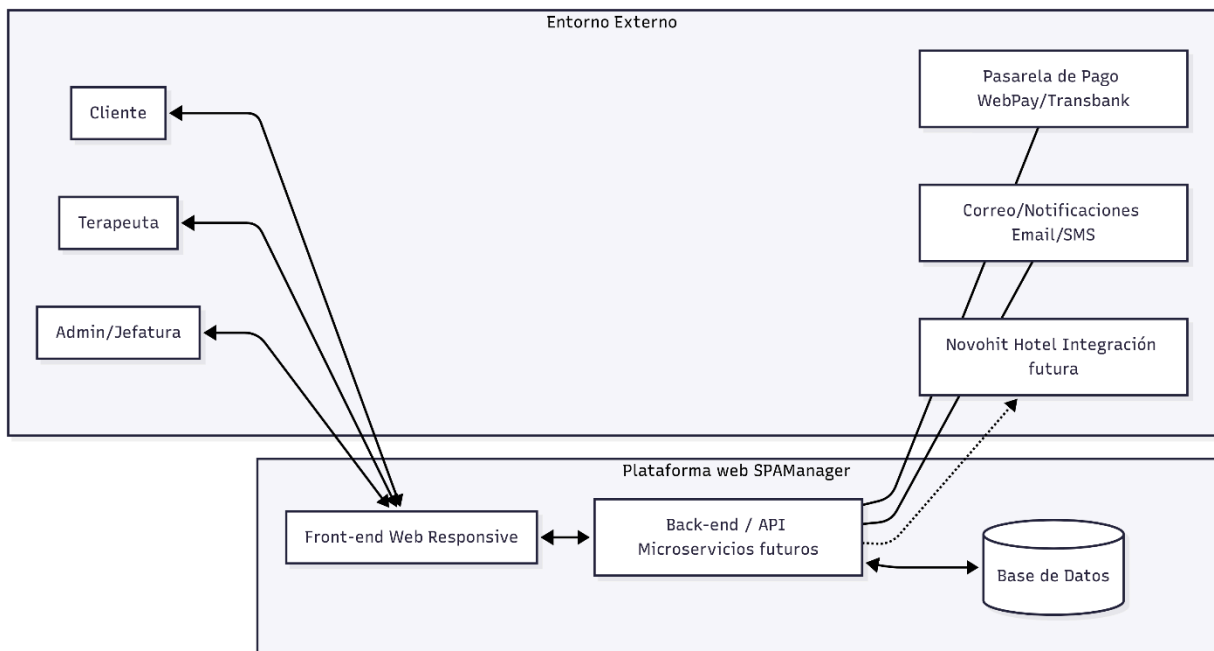 Entorno Externo
Cliente
Terapeuta
Admin/Jefatura
Pasarela de Pago
WebPay/Transbank
Correo/Notificaciones
Email/SMS
Novohit Hotel Integración
futura
Plataforma web SPAManager
Front-end Web Responsive
Back-end / API
Microservicios futuros
Base de Datos